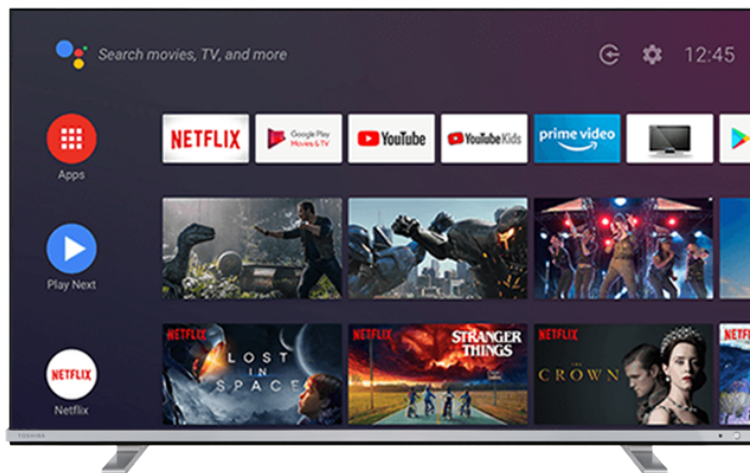 Search movies, TV, and more
12:45
Apps
NETFLIX
Google Play
Movies & TV
YouTube
YouTube Kids
prime video
Play Next
NETFLIX
Netflix
NETFLIX
LOST
IN
SPACE
NETFLIX
STRANGER
THINGS
NETFLIX
THE
CROWN
NETF
TOSHIBA